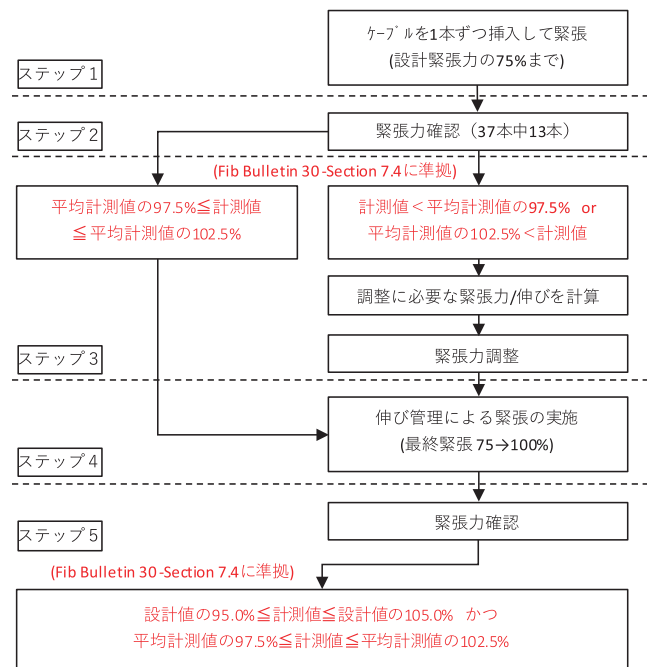 ケーブルを1本ずつ挿入して緊張
(設計緊張力の75%まで)
ステップ1
ステップ2
緊張力確認（37本中13本）
(Fib Bulletin 30-Section 7.4に準拠)
平均計測値の97.5%≦計測値
≦平均計測値の102.5%
計測値＜平均計測値の97.5% or
平均計測値の102.5%＜計測値
調整に必要な緊張力/伸びを計算
ステップ3
緊張力調整
伸び管理による緊張の実施
(最終緊張 75→100%)
ステップ4
緊張力確認
ステップ5
(Fib Bulletin 30-Section 7.4に準拠)
設計値の95.0%≦計測値≦設計値の105.0% かつ
平均計測値の97.5%≦計測値≦平均計測値の102.5%